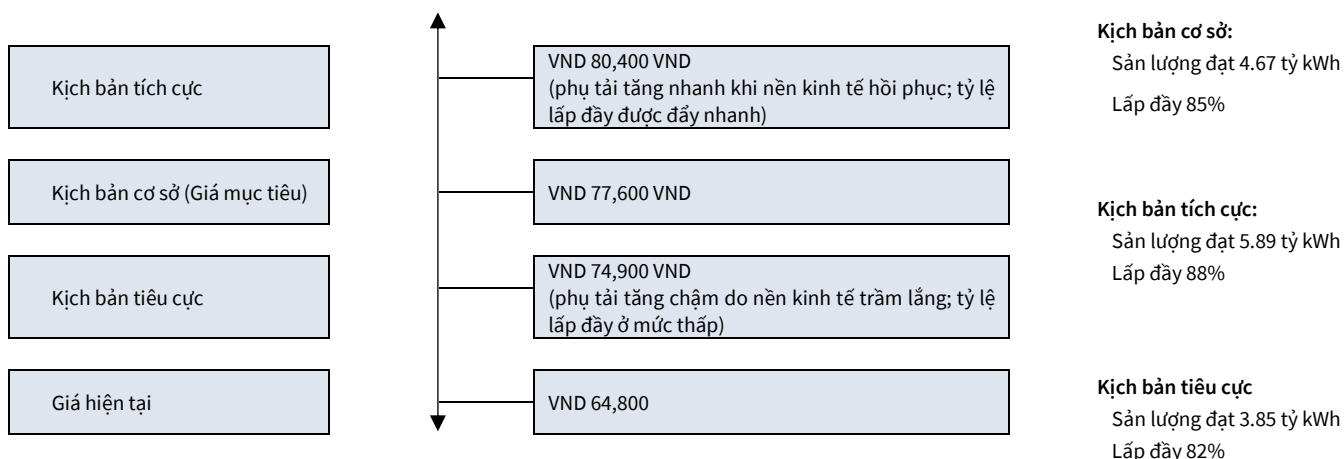 Kịch bản tích cực
VND 80,400 VND
(phụ tải tăng nhanh khi nền kinh tế hồi phục; tỷ lệ
lấp đầy được đẩy nhanh)
Kịch bản cơ sở (Giá mục tiêu)
VND 77,600 VND
Kịch bản tiêu cực
VND 74,900 VND
(phụ tải tăng chậm do nền kinh tế trầm lắng; tỷ lệ
lấp đầy ở mức thấp)
Giá hiện tại
VND 64,800
Kịch bản cơ sở:
Sản lượng đạt 4.67 tỷ kWh
Lấp đầy 85%
Kịch bản tích cực:
Sản lượng đạt 5.89 tỷ kWh
Lấp đầy 88%
Kịch bản tiêu cực
Sản lượng đạt 3.85 tỷ kWh
Lấp đầy 82%